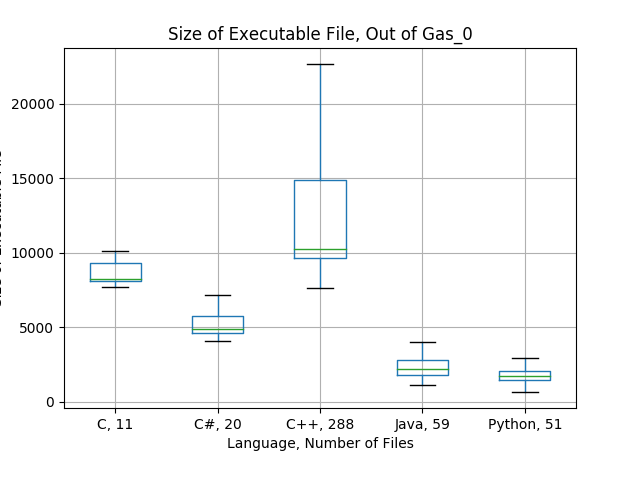 Size of Executable File, Out of Gas_0
20000
15000
10000
5000
0
C, 11
C#, 20
C++, 288
Java, 59
Python, 51
Language, Number of Files